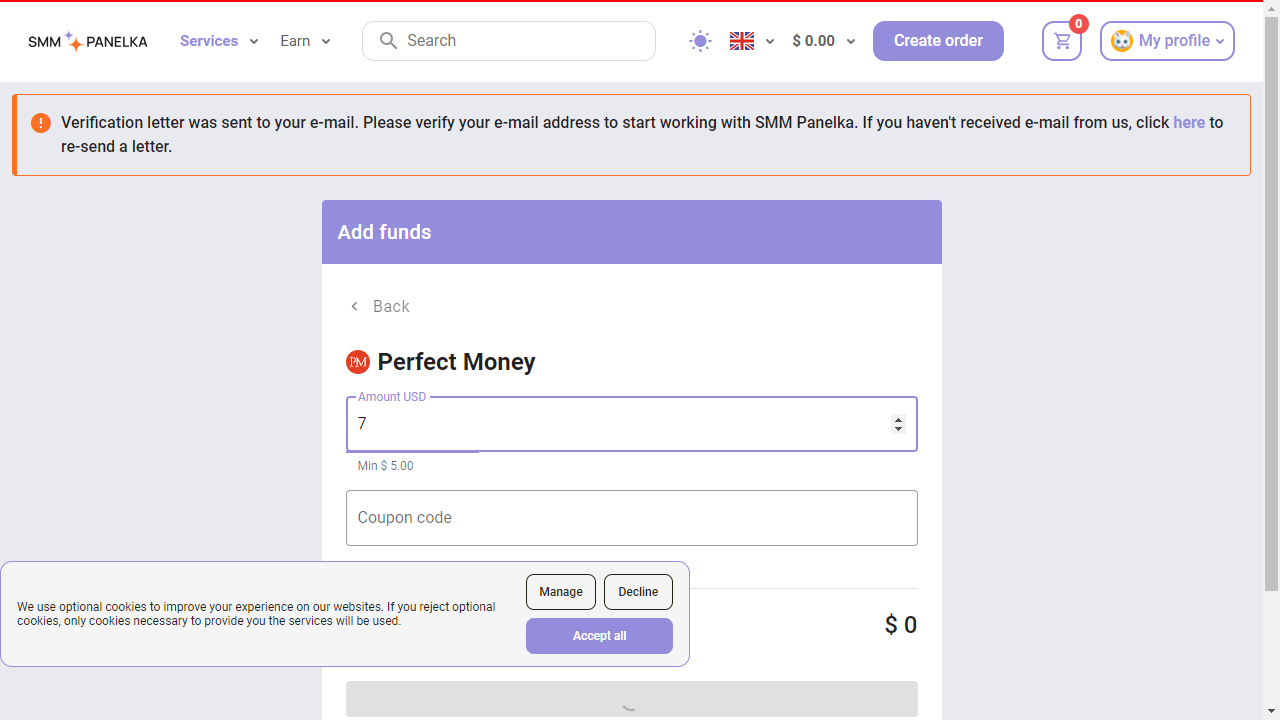 SMM PANELKA
Services
Earn
Search
$ 0.00
Create order
0
My profile
Verification letter was sent to your e-mail. Please verify your e-mail address to start working with SMM Panelka. If you haven't received e-mail from us, click here to
re-send a letter.
Add funds
Back
PM Perfect Money
Amount USD
7
Min $ 5.00
Coupon code
We use optional cookies to improve your experience on our websites. If you reject optional
cookies, only cookies necessary to provide you the services will be used.
Manage
Decline
Accept all
$ 0